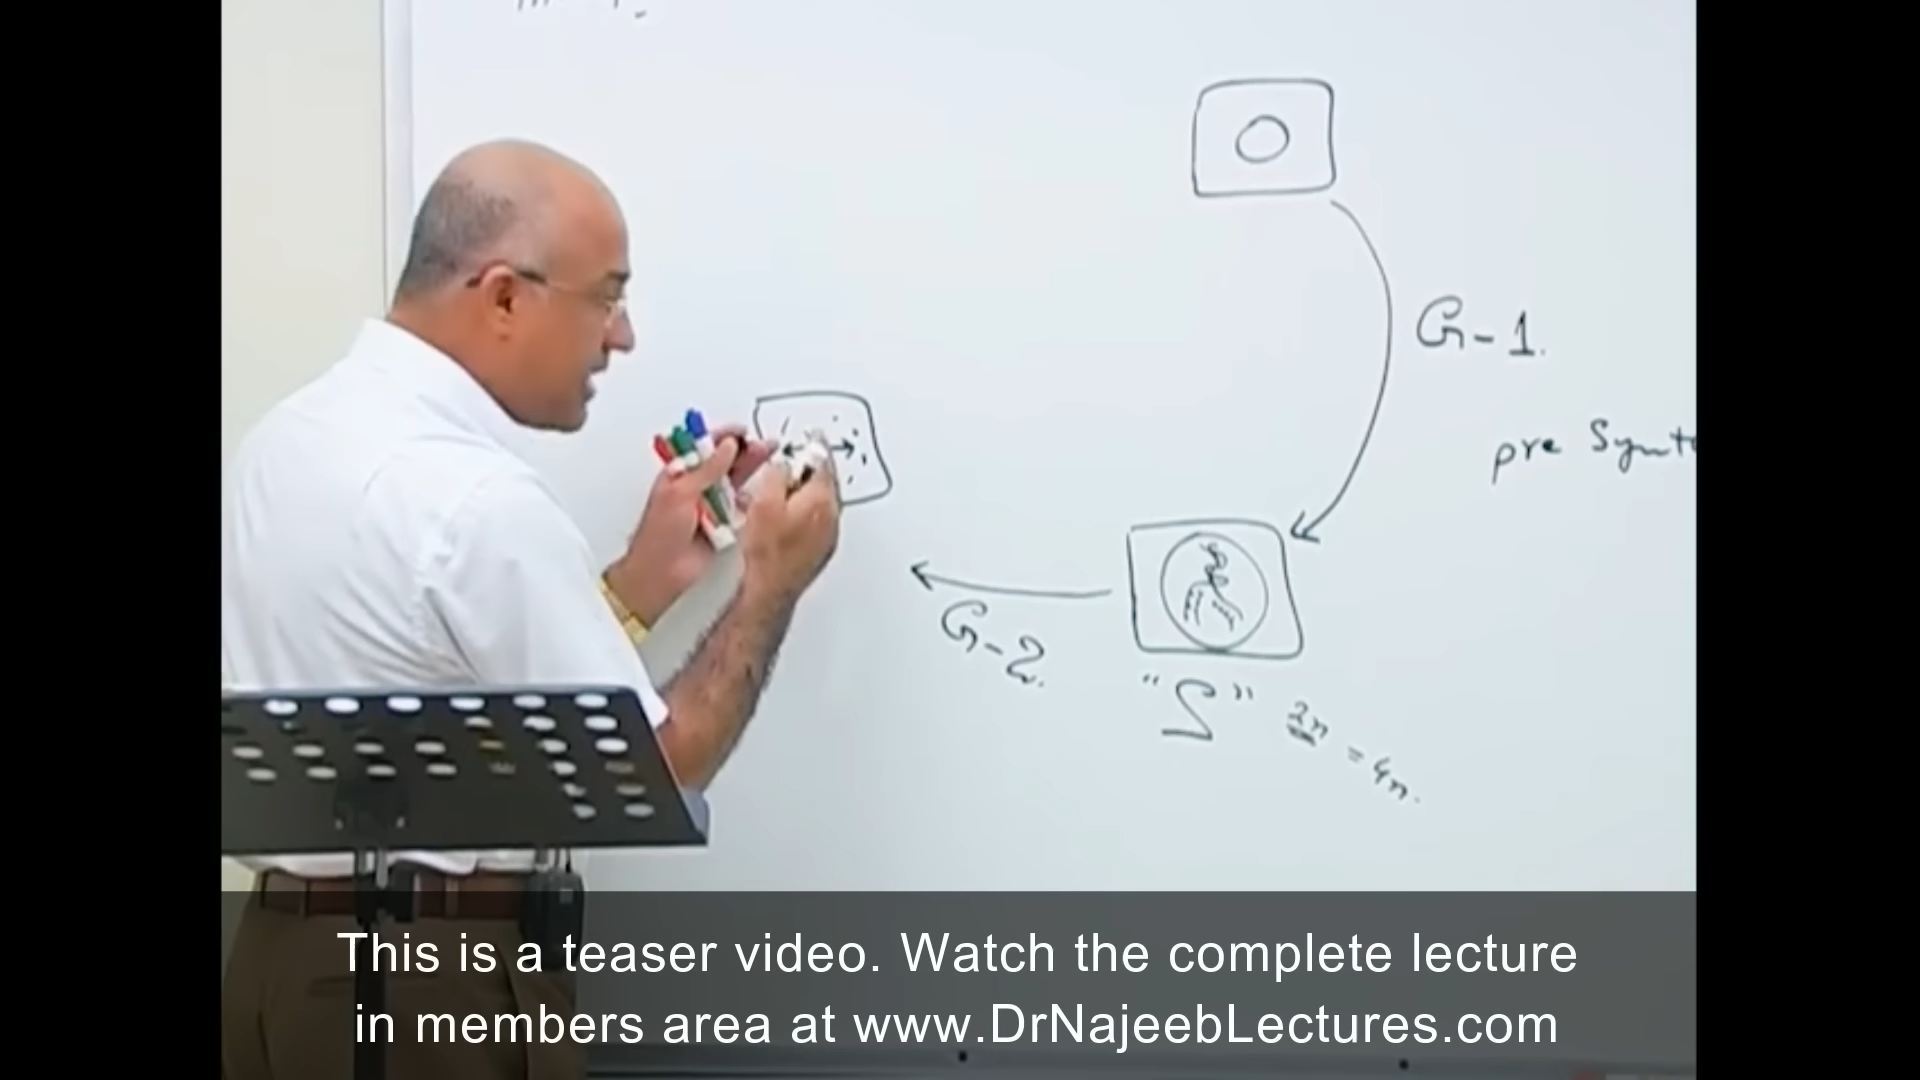 G-1.
pre Synt
G-2.
"S" 2n = 4n.
This is a teaser video. Watch the complete lecture
in members area at www.DrNajeebLectures.com